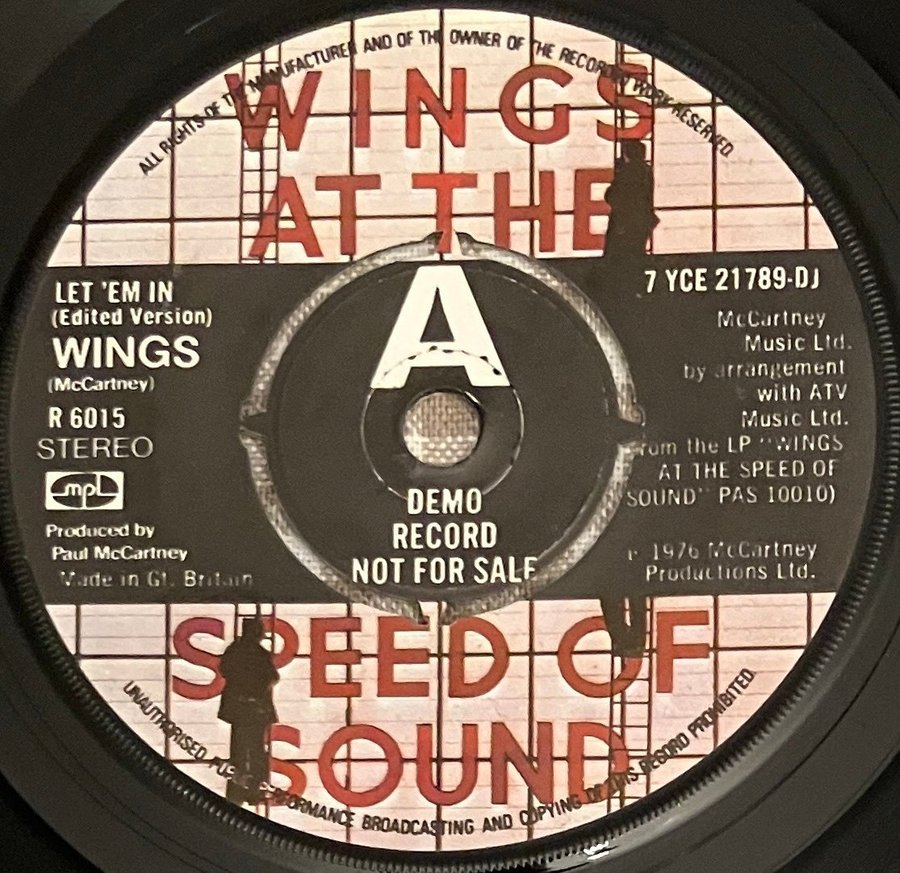 ALL RIGHTS OF THE MANUFACTURER AND OF THE OWNER OF THE RECORDED WORK RESERVED.
WINGS
AT THE
LET 'EM IN
(Edited Version)
WINGS
(McCartney)
R 6015
STEREO
mpl
Produced by
Paul McCartney
Made in Gt. Britain
A
DEMO
RECORD
NOT FOR SALE
7 YCE 21789-DJ
McCartney
Music Ltd.
by arrangement
with ATV
Music Ltd.
from the LP "WINGS
AT THE SPEED OF
SOUND" PAS 10010)
℗ 1976 McCartney
Productions Ltd.
SPEED OF
SOUND
UNAUTHORISED PUBLIC PERFORMANCE BROADCASTING AND COPYING OF THIS RECORD PROHIBITED.